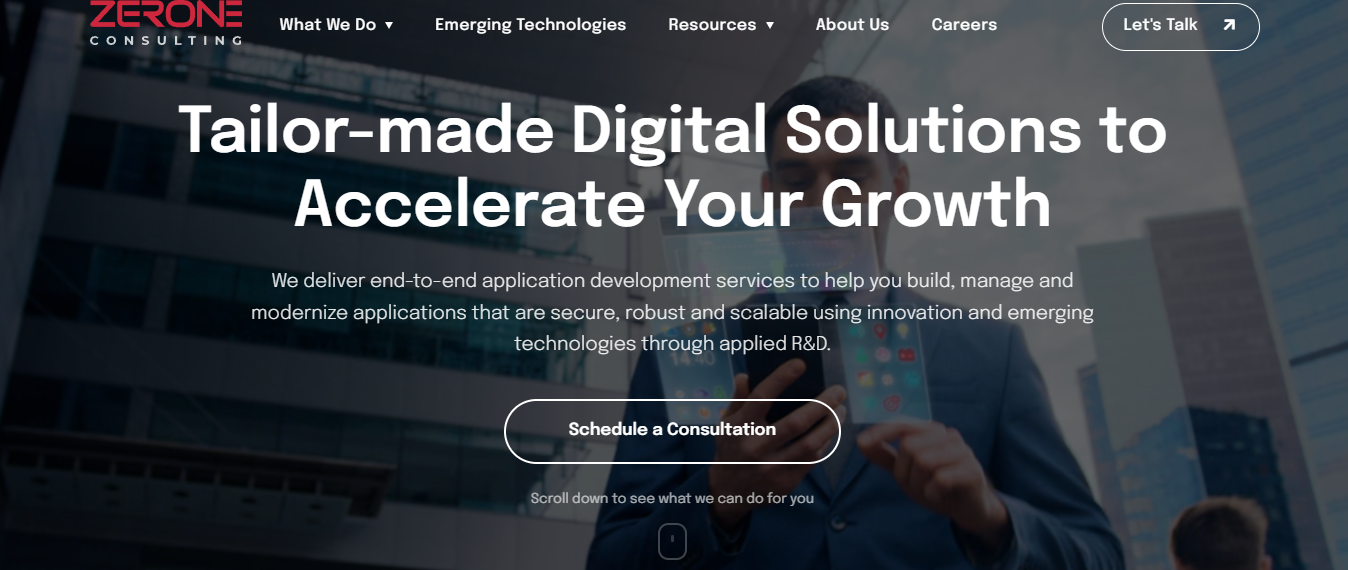 ZERONE
CONSULTING
What We Do
Emerging Technologies
Resources
About Us
Careers
Let's Talk
Tailor-made Digital Solutions to
Accelerate Your Growth
We deliver end-to-end application development services to help you build, manage and
modernize applications that are secure, robust and scalable using innovation and emerging
technologies through applied R&D.
14:40
Schedule a Consultation
Scroll down to see what we can do for you